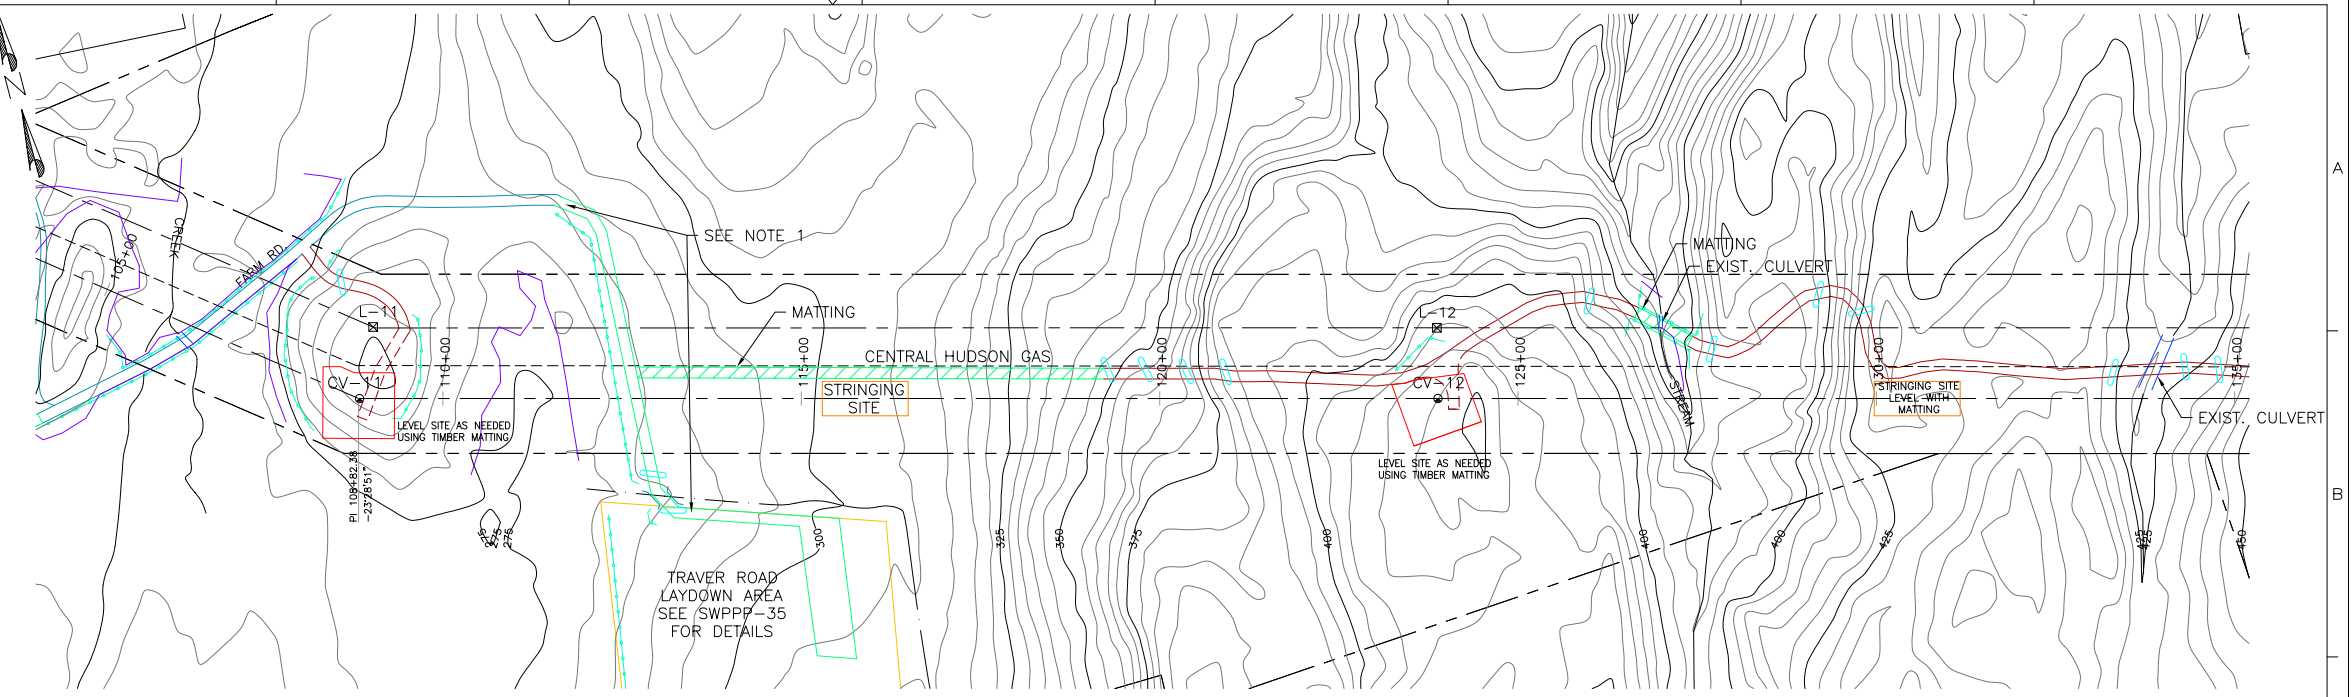 A
N
CREEK
105+00
FARM RD.
SEE NOTE 1
MATTING
EXIST. CULVERT
L-11
MATTING
L-12
110+00
115+00
CENTRAL HUDSON GAS
120+00
125+00
130+00
135+00
CV-11
STRINGING
SITE
CV-12
STREAM
STRINGING SITE
LEVEL WITH
MATTING
EXIST. CULVERT
LEVEL SITE AS NEEDED
USING TIMBER MATTING
LEVEL SITE AS NEEDED
USING TIMBER MATTING
PI 108+82.38
-23°28'51"
B
275
275
275
300
325
350
375
400
400
400
425
425
425
450
TRAVER ROAD
LAYDOWN AREA
SEE SWPPP-35
FOR DETAILS